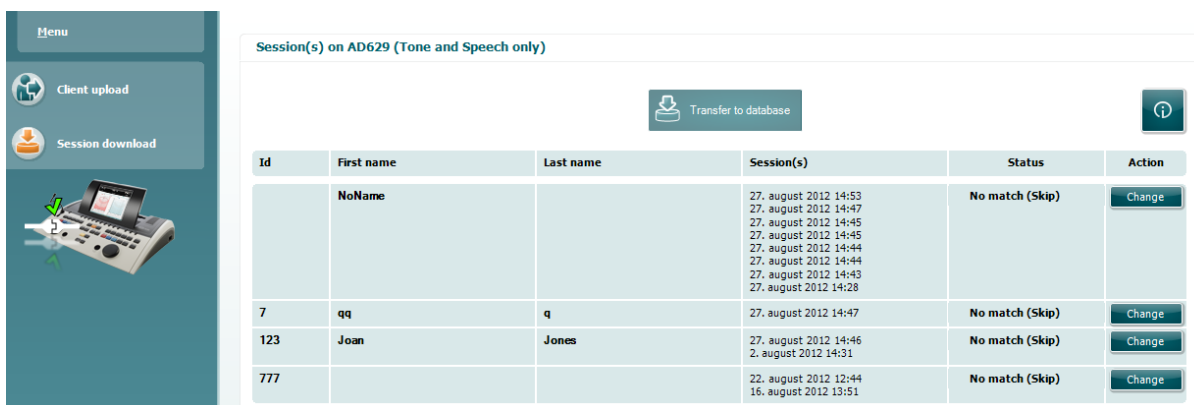 Menu
Client upload
Session download
Session(s) on AD629 (Tone and Speech only)
Transfer to database
Id First name Last name Session(s) Status Action
NoName 27. august 2012 14:53 No match (Skip) Change
27. august 2012 14:47
27. august 2012 14:45
27. august 2012 14:45
27. august 2012 14:44
27. august 2012 14:44
27. august 2012 14:43
27. august 2012 14:28
7 qq q 27. august 2012 14:47 No match (Skip) Change
123 Joan Jones 27. august 2012 14:46 No match (Skip) Change
2. august 2012 14:31
777 22. august 2012 12:44 No match (Skip) Change
16. august 2012 13:51